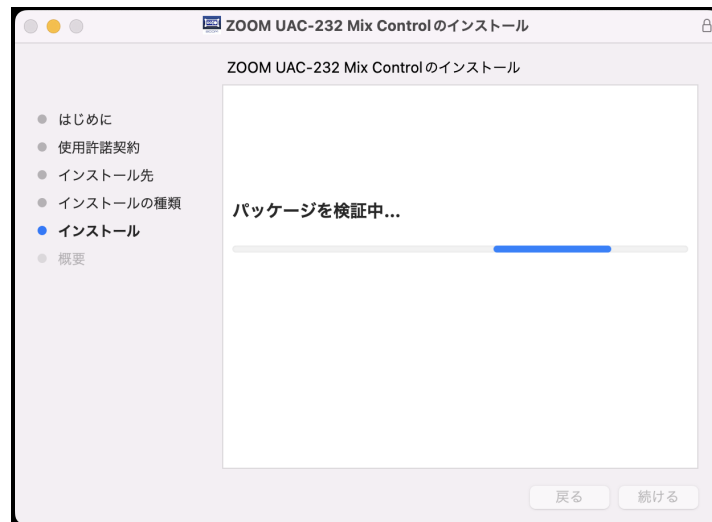 ZOOM UAC-232 Mix Controlのインストール
ZOOM UAC-232 Mix Controlのインストール
はじめに
使用許諾契約
インストール先
インストールの種類
インストール
概要
パッケージを検証中...
戻る
続ける